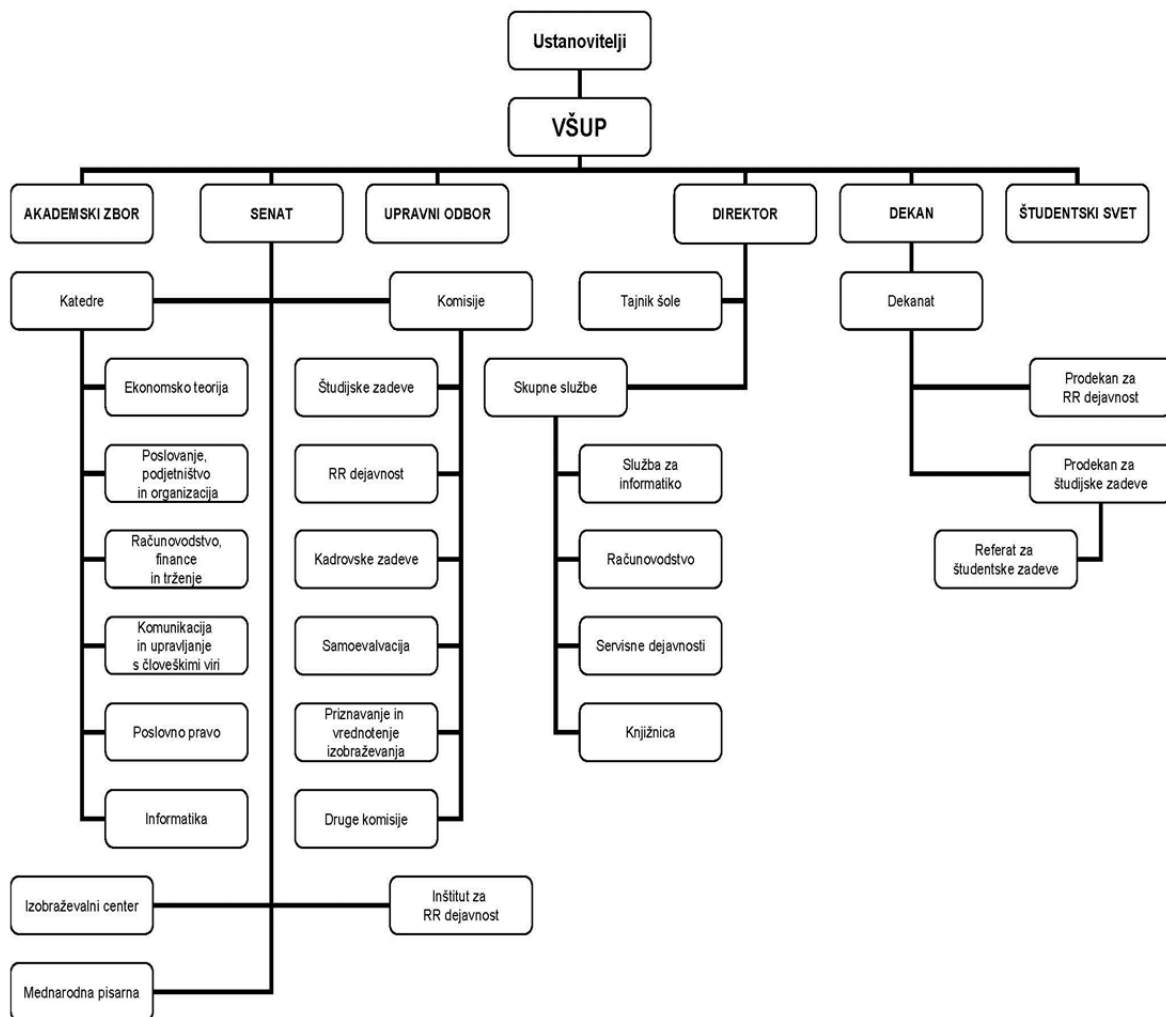 Ustanovitelji
VŠUP
AKADEMSKI ZBOR
SENAT
UPRAVNI ODBOR
DIREKTOR
DEKAN
ŠTUDENTSKI SVET
Katedre
Komisije
Tajnik šole
Dekanat
Ekonomsko teorija
Študijske zadeve
Skupne službe
Prodekan za
RR dejavnost
Poslovanje,
podjetništvo
in organizacija
RR dejavnost
Služba za
informatiko
Prodekan za
študijske zadeve
Računovodstvo,
finance
in trženje
Kadrovske zadeve
Računovodstvo
Referat za
študentske zadeve
Komunikacija
in upravljanje
s človeškimi viri
Samoevalvacija
Servisne dejavnosti
Poslovno pravo
Priznavanje in
vrednotenje
izobraževanja
Knjižnica
Informatika
Druge komisije
Izobraževalni center
Inštitut za
RR dejavnost
Mednarodna pisarna